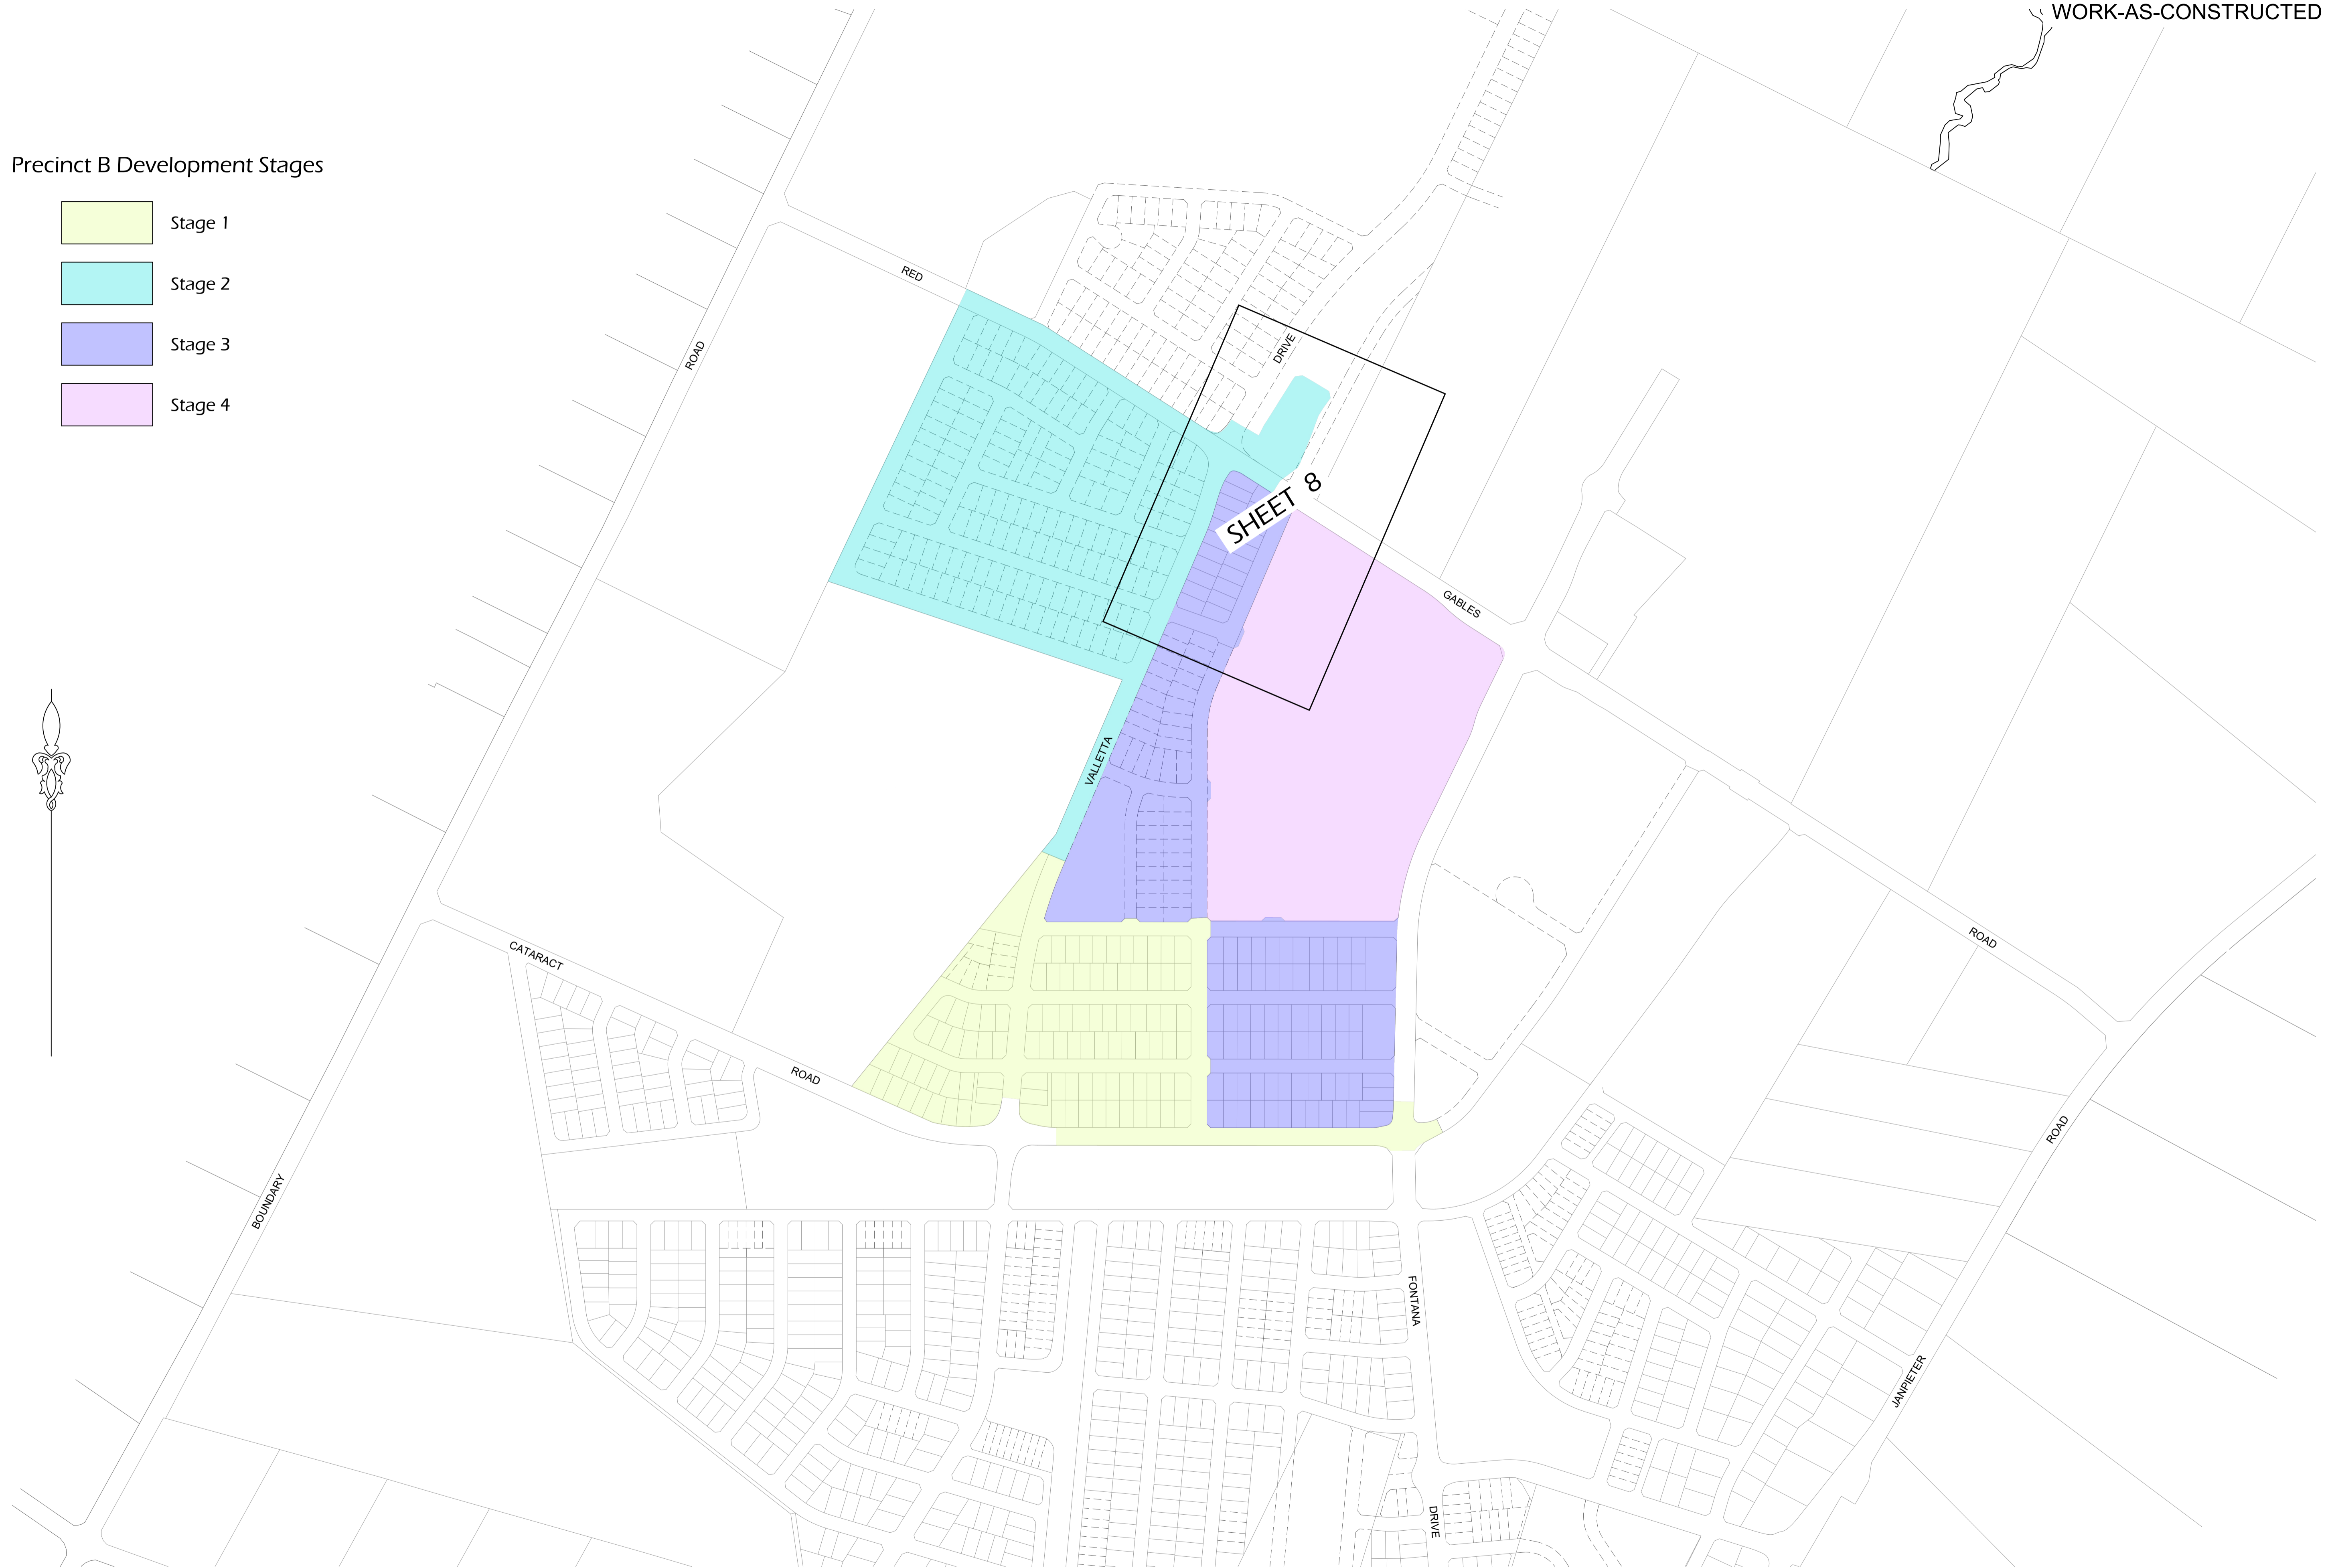 WORK-AS-CONSTRUCTED
Precinct B Development Stages
Stage 1
Stage 2
Stage 3
Stage 4
RED
ROAD
DRIVE
SHEET 8
GABLES
VALLETTA
CATARACT
ROAD
ROAD
ROAD
BOUNDARY
FONTANA
JANPIETER
DRIVE